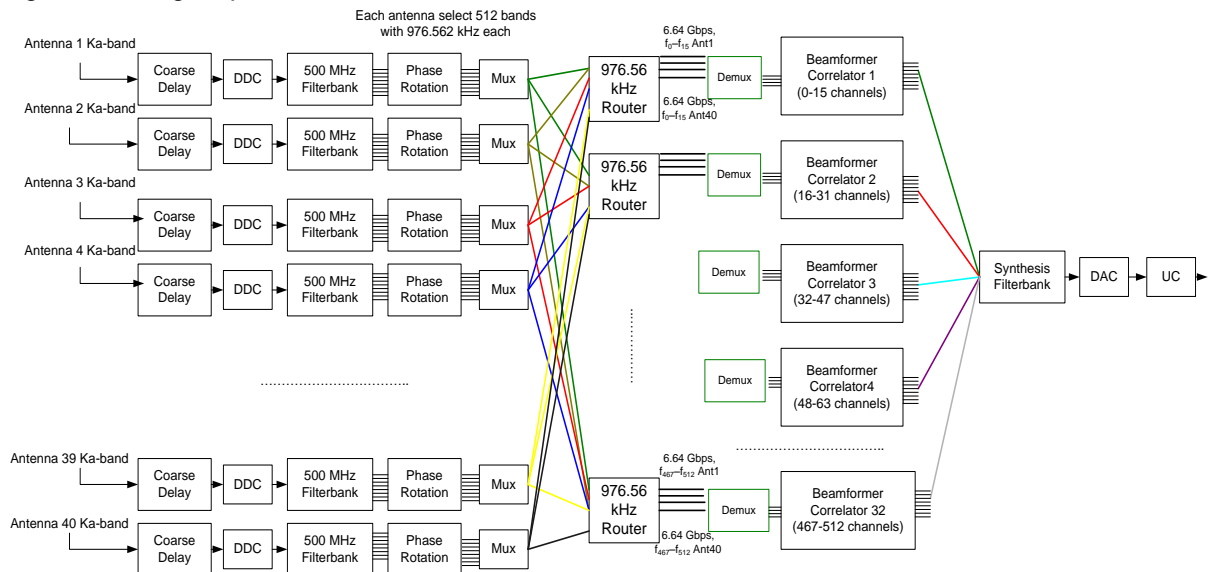 Each antenna select 512 bands
with 976.562 kHz each
Antenna 1 Ka-band
Coarse
Delay
DDC
500 MHz
Filterbank
Phase
Rotation
Mux
976.56
kHz
Router
6.64 Gbps,
f0–f15 Ant1
6.64 Gbps,
f0–f15 Ant40
Demux
Beamformer
Correlator 1
(0-15 channels)
Antenna 2 Ka-band
Coarse
Delay
DDC
500 MHz
Filterbank
Phase
Rotation
Mux
976.56
kHz
Router
Demux
Beamformer
Correlator 2
(16-31 channels)
Antenna 3 Ka-band
Coarse
Delay
DDC
500 MHz
Filterbank
Phase
Rotation
Mux
Antenna 4 Ka-band
Coarse
Delay
DDC
500 MHz
Filterbank
Phase
Rotation
Mux
Demux
Beamformer
Correlator 3
(32-47 channels)
Synthesis
Filterbank
DAC
UC
Demux
Beamformer
Correlator4
(48-63 channels)
Antenna 39 Ka-band
Coarse
Delay
DDC
500 MHz
Filterbank
Phase
Rotation
Mux
976.56
kHz
Router
6.64 Gbps,
f467–f512 Ant1
6.64 Gbps,
f467–f512 Ant40
Demux
Beamformer
Correlator 32
(467-512 channels)
Antenna 40 Ka-band
Coarse
Delay
DDC
500 MHz
Filterbank
Phase
Rotation
Mux